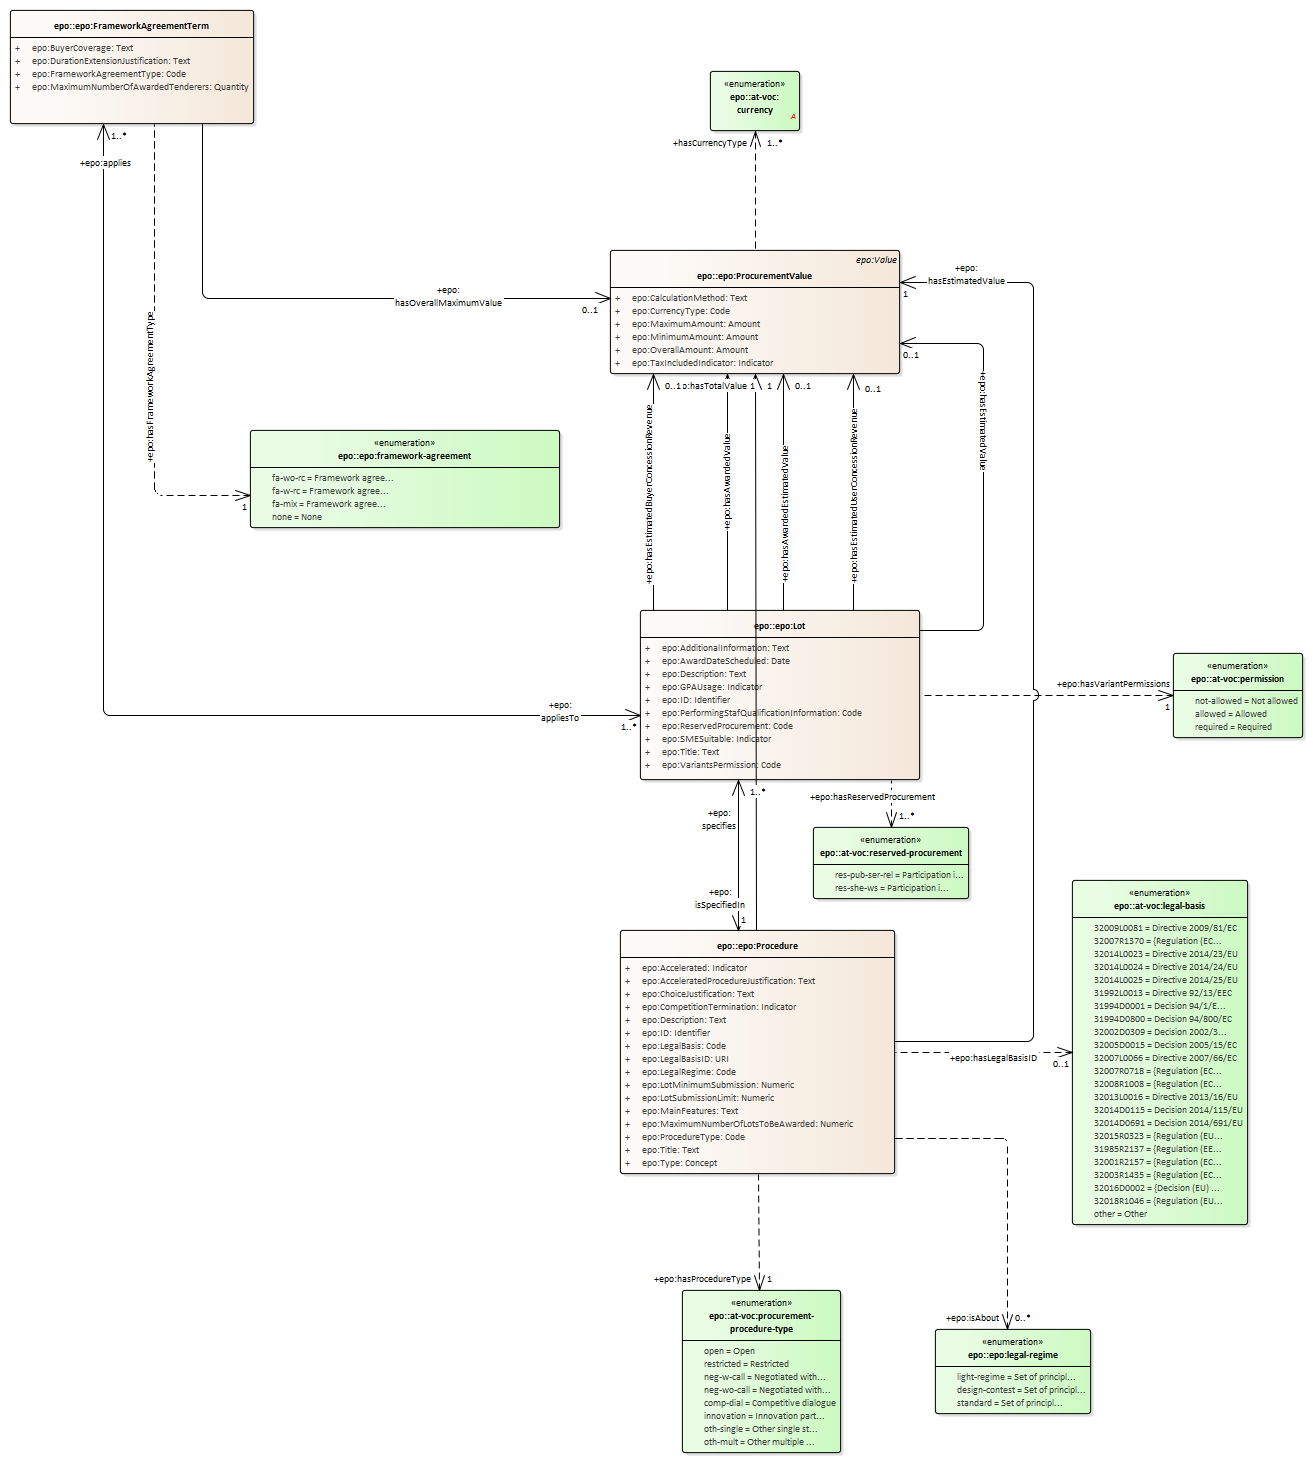 epo::epo:FrameworkAgreementTerm
+ epo:BuyerCoverage: Text
+ epo:DurationExtensionJustification: Text
+ epo:FrameworkAgreementType: Code
+ epo:MaximumNumberOfAwardedTenderers: Quantity
1..*
+epo:applies
«enumeration»
epo::at-voc:
currency
A
+hasCurrencyType
1..*
epo:Value
epo::epo:ProcurementValue
+ epo:CalculationMethod: Text
+ epo:CurrencyType: Code
+ epo:MaximumAmount: Amount
+ epo:MinimumAmount: Amount
+ epo:OverallAmount: Amount
+ epo:TaxIncludedIndicator: Indicator
+epo:
hasEstimatedValue
1
+epo:
hasOverallMaximumValue
0..1
0..1
+epo:hasEstimatedValue
+epo:hasFrameworkAgreementType
1
«enumeration»
epo::epo:framework-agreement
fa-wo-rc = Framework agree...
fa-w-rc = Framework agree...
fa-mix = Framework agree...
none = None
0..1
o:hasTotalValue
1
1
0..1
0..1
+epo:hasEstimatedBuyerConcessionRevenue
+epo:hasAwardedValue
+epo:hasAwardedEstimatedValue
+epo:hasEstimatedUserConcessionRevenue
epo::epo:Lot
+ epo:AdditionalInformation: Text
+ epo:AwardDateScheduled: Date
+ epo:Description: Text
+ epo:GPAUsage: Indicator
+ epo:ID: Identifier
+ epo:PerformingStafQualificationInformation: Code
+ epo:ReservedProcurement: Code
+ epo:SMESuitable: Indicator
+ epo:Title: Text
+ epo:VariantsPermission: Code
+epo:
appliesTo
1..*
+epo:hasVariantPermissions
1
«enumeration»
epo::at-voc:permission
not-allowed = Not allowed
allowed = Allowed
required = Required
1..*
+epo:
specifies
+epo:hasReservedProcurement
1..*
«enumeration»
epo::at-voc:reserved-procurement
res-pub-ser-rel = Participation i...
res-she-ws = Participation i...
+epo:
isSpecifiedIn
1
epo::epo:Procedure
+ epo:Accelerated: Indicator
+ epo:AcceleratedProcedureJustification: Text
+ epo:ChoiceJustification: Text
+ epo:CompetitionTermination: Indicator
+ epo:Description: Text
+ epo:ID: Identifier
+ epo:LegalBasis: Code
+ epo:LegalBasisID: URI
+ epo:LegalRegime: Code
+ epo:LotMinimumSubmission: Numeric
+ epo:LotSubmissionLimit: Numeric
+ epo:MainFeatures: Text
+ epo:MaximumNumberOfLotsToBeAwarded: Numeric
+ epo:ProcedureType: Code
+ epo:Title: Text
+ epo:Type: Concept
+epo:hasLegalBasisID
0..1
«enumeration»
epo::at-voc:legal-basis
32009L0081 = Directive 2009/81/EC
32007R1370 = {Regulation (EC...
32014L0023 = Directive 2014/23/EU
32014L0024 = Directive 2014/24/EU
32014L0025 = Directive 2014/25/EU
31992L0013 = Directive 92/13/EEC
31994D0001 = Decision 94/1/E...
31994D0800 = Decision 94/800/EC
32002D0309 = Decision 2002/3...
32005D0015 = Decision 2005/15/EC
32007L0066 = Directive 2007/66/EC
32007R0718 = {Regulation (EC...
32008R1008 = {Regulation (EC...
32013L0016 = Directive 2013/16/EU
32014D0115 = Decision 2014/115/EU
32014D0691 = Decision 2014/691/EU
32015R0323 = {Regulation (EU...
31985R2137 = {Regulation (EE...
32001R2157 = {Regulation (EC...
32003R1435 = {Regulation (EC...
32016D0002 = {Decision (EU) ...
32018R1046 = {Regulation (EU...
other = Other
+epo:hasProcedureType
1
«enumeration»
epo::at-voc:procurement-
procedure-type
open = Open
restricted = Restricted
neg-w-call = Negotiated with...
neg-wo-call = Negotiated with...
comp-dial = Competitive dialogue
innovation = Innovation part...
oth-single = Other single st...
oth-mult = Other multiple ...
+epo:isAbout
0..*
«enumeration»
epo::epo:legal-regime
light-regime = Set of principl...
design-contest = Set of principl...
standard = Set of principl...